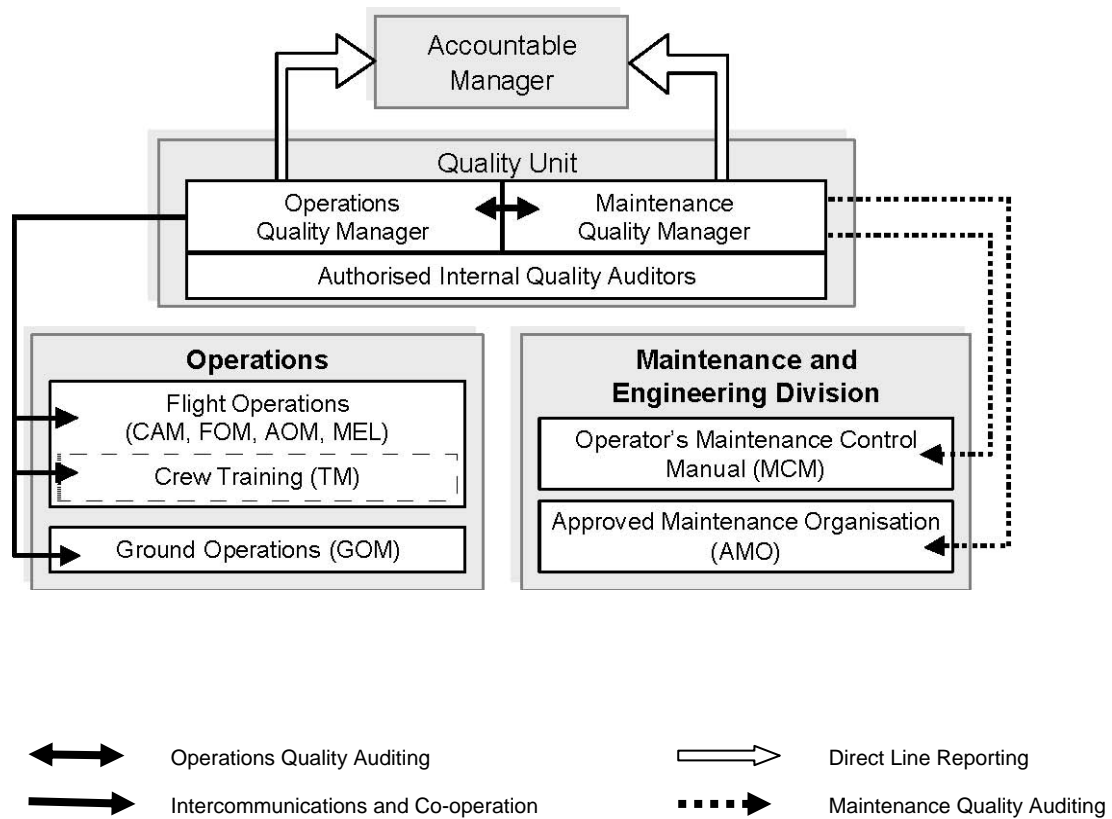 Accountable
Manager
Quality Unit
Operations
Quality Manager
Maintenance
Quality Manager
Authorised Internal Quality Auditors
Operations
Flight Operations
(CAM, FOM, AOM, MEL)
Crew Training (TM)
Ground Operations (GOM)
Maintenance and
Engineering Division
Operator's Maintenance Control
Manual (MCM)
Approved Maintenance Organisation
(AMO)
Operations Quality Auditing
Direct Line Reporting
Intercommunications and Co-operation
Maintenance Quality Auditing